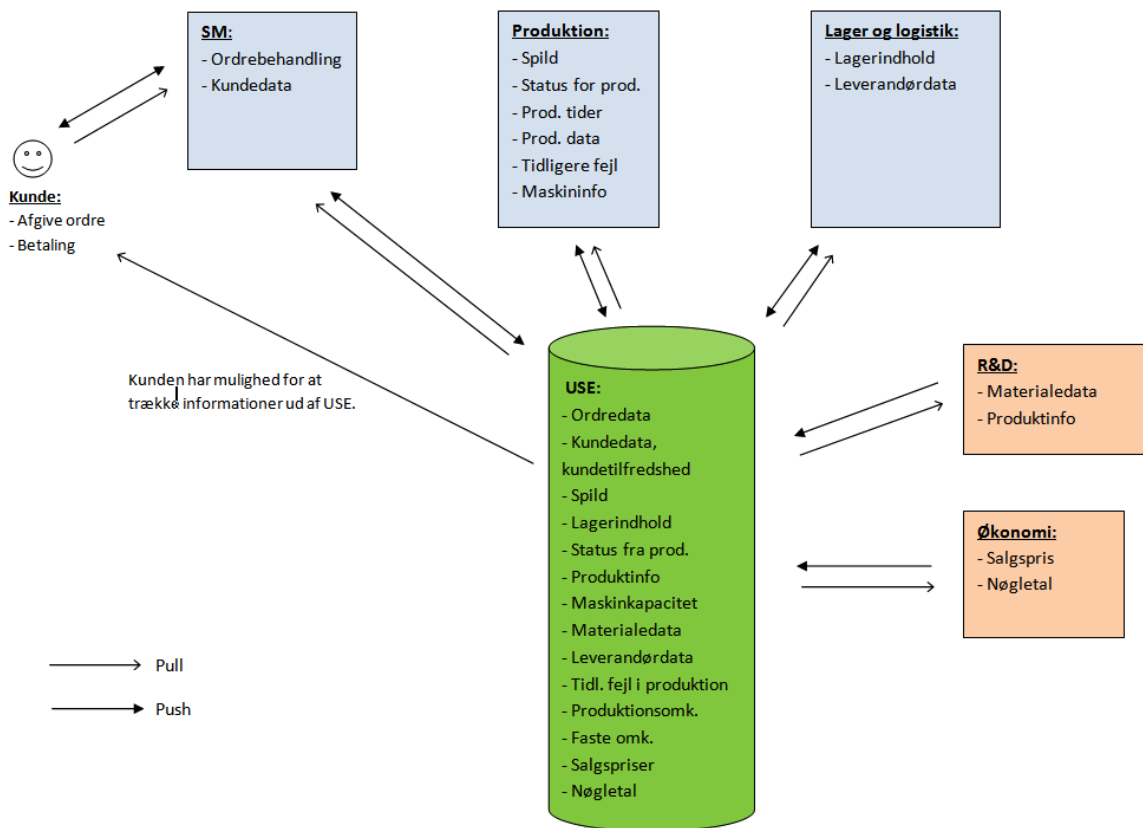 SM:
- Ordrebehandling
- Kundedata
Produktion:
- Spild
- Status for prod.
- Prod. tider
- Prod. data
- Tidligere fejl
- Maskininfo
Lager og logistik:
- Lagerindhold
- Leverandørdata
Kunde:
- Afgive ordre
- Betaling
Kunden har mulighed for at
trække informationer ud af USE.
USE:
- Ordredata
- Kundedata,
kundetilfredshed
- Spild
- Lagerindhold
- Status fra prod.
- Produktinfo
- Maskinkapacitet
- Materialedata
- Leverandørdata
- Tidl. fejl i produktion
- Produktionsomk.
- Faste omk.
- Salgspriser
- Nøgletal
R&D:
- Materialedata
- Produktinfo
Økonomi:
- Salgspris
- Nøgletal
Pull
Push